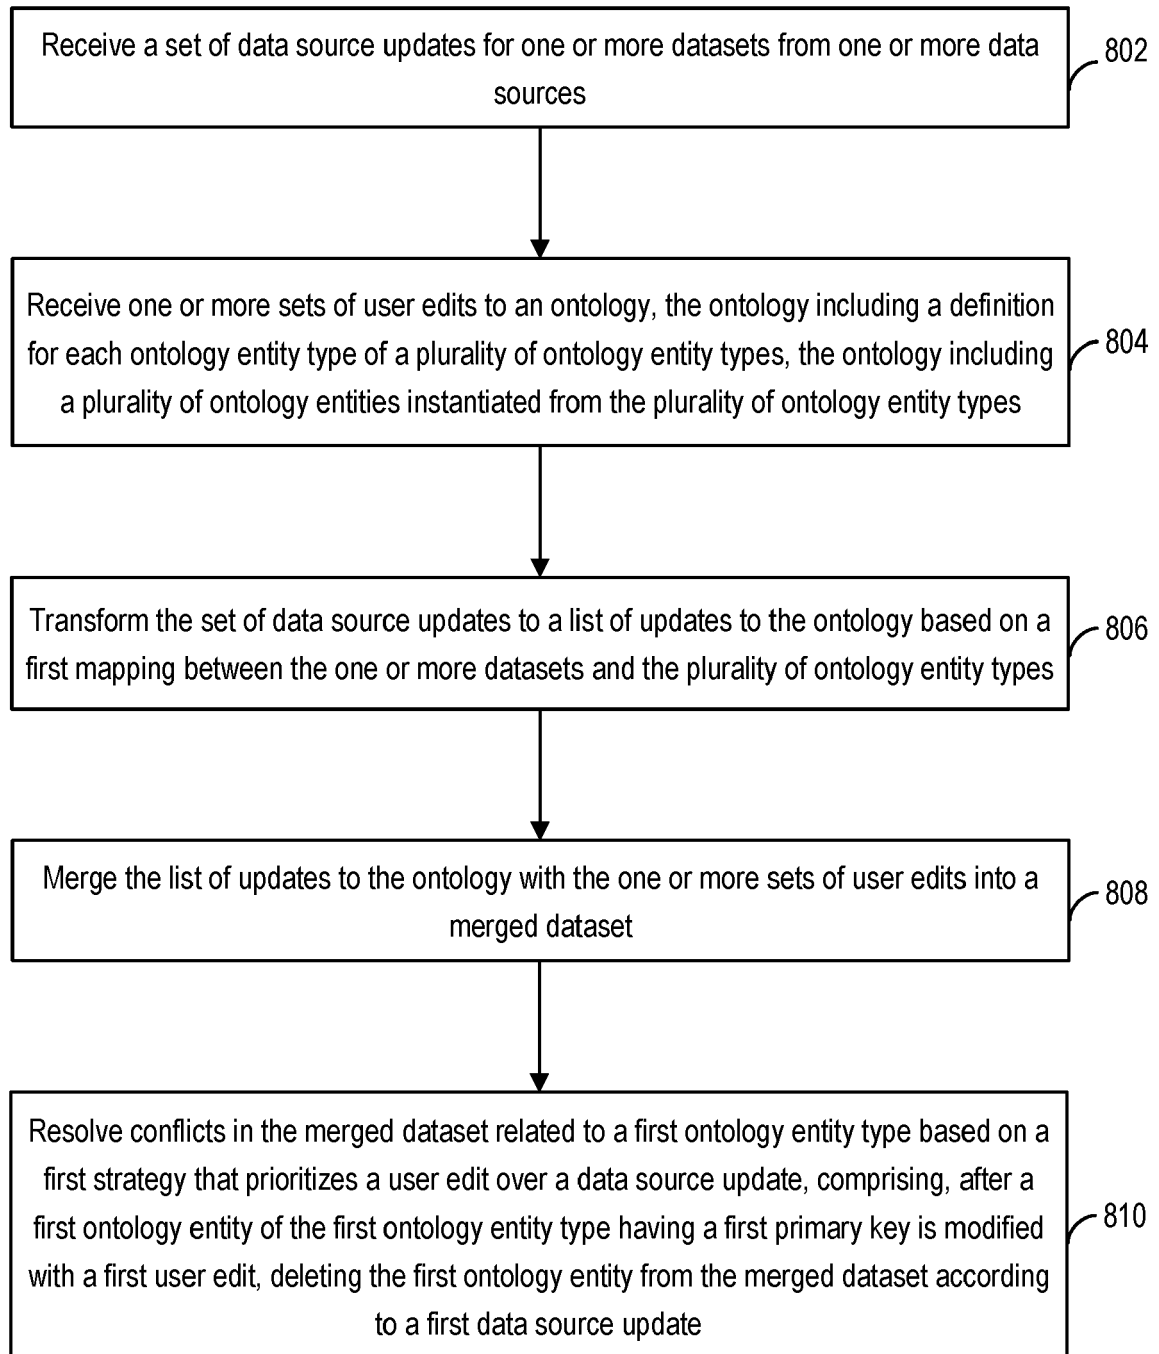 Receive a set of data source updates for one or more datasets from one or more data
sources
802
Receive one or more sets of user edits to an ontology, the ontology including a definition
for each ontology entity type of a plurality of ontology entity types, the ontology including
a plurality of ontology entities instantiated from the plurality of ontology entity types
804
Transform the set of data source updates to a list of updates to the ontology based on a
first mapping between the one or more datasets and the plurality of ontology entity types
806
Merge the list of updates to the ontology with the one or more sets of user edits into a
merged dataset
808
Resolve conflicts in the merged dataset related to a first ontology entity type based on a
first strategy that prioritizes a user edit over a data source update, comprising, after a
first ontology entity of the first ontology entity type having a first primary key is modified
with a first user edit, deleting the first ontology entity from the merged dataset according
to a first data source update
810